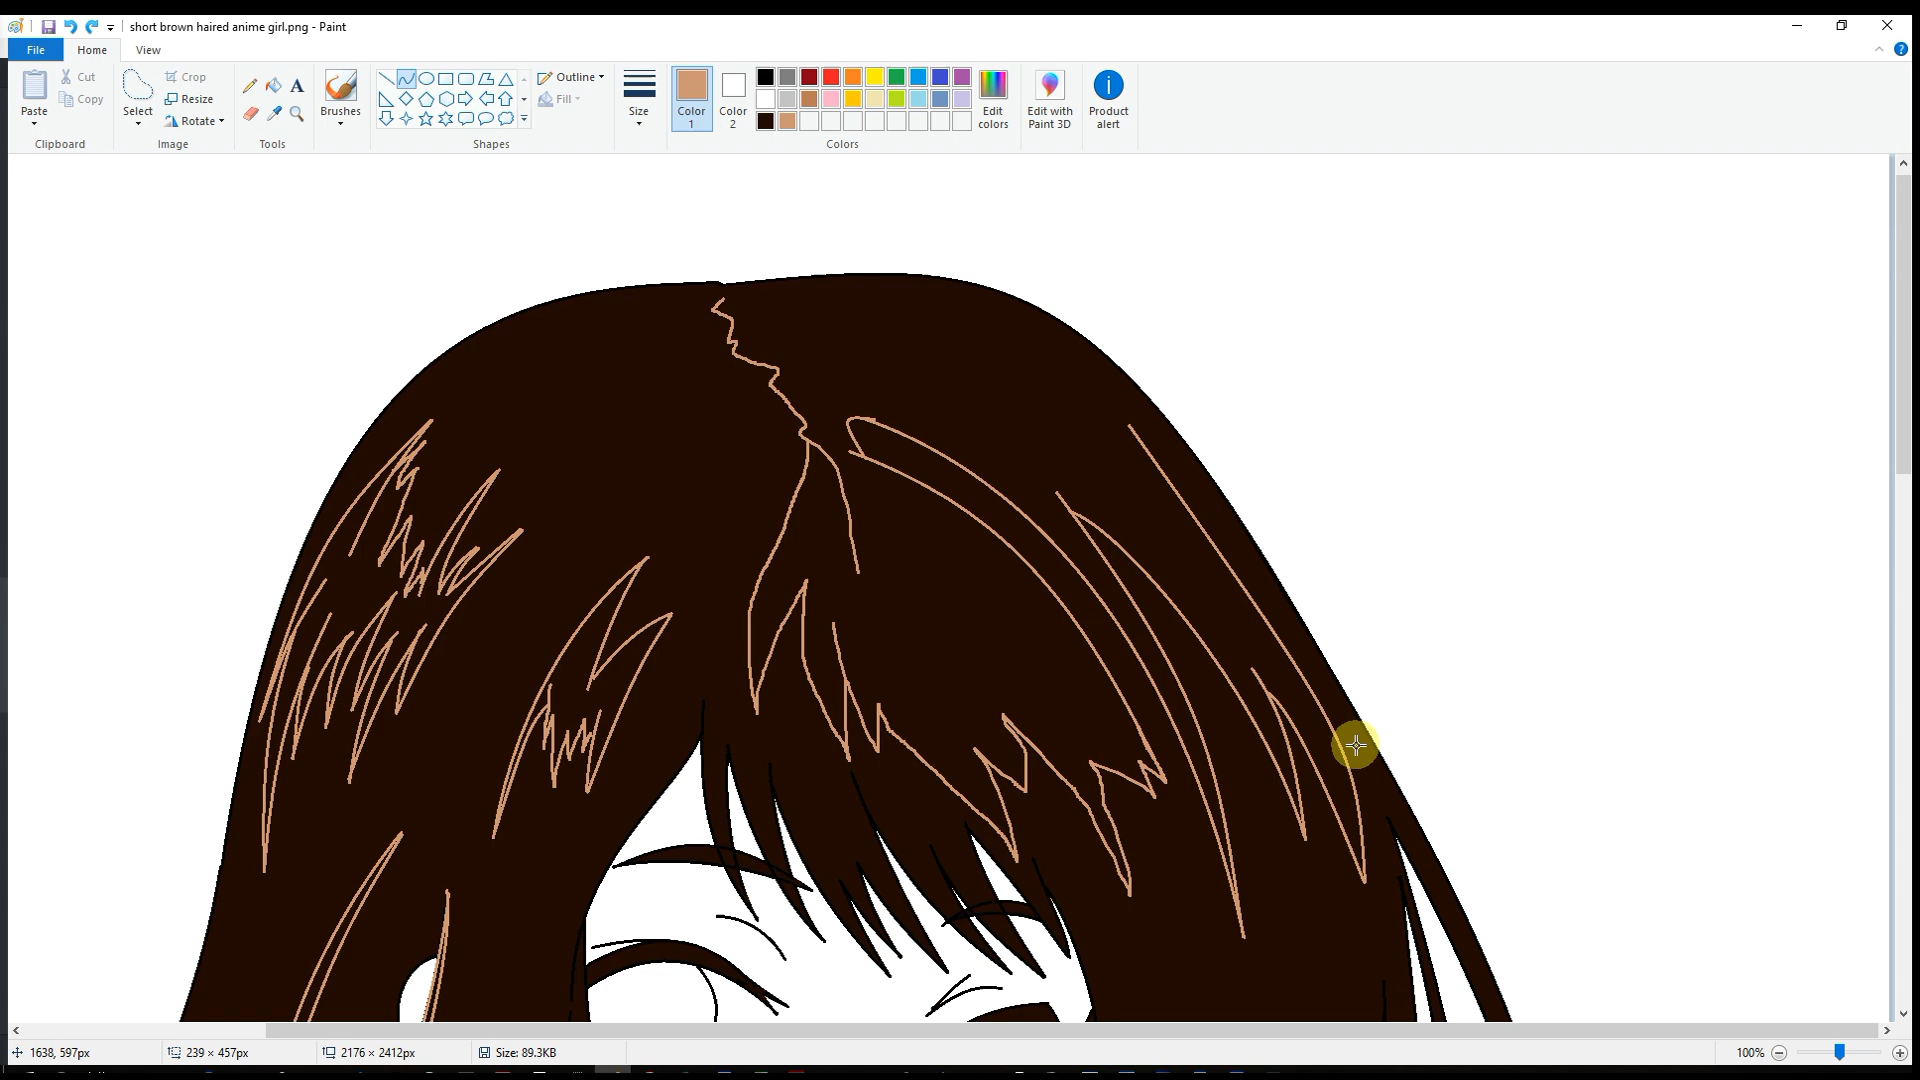 short brown haired anime girl.png - Paint
File Home View
Paste
Cut
Copy
Clipboard
Select
Crop
Resize
Rotate
Image
A
Tools
Brushes
Outline
Fill
Shapes
Size
Color
1
Color
2
Edit
colors
Colors
Edit with
Paint 3D
Product
alert
1638, 597px
239 × 457px
2176 × 2412px
Size: 89.3KB
100%